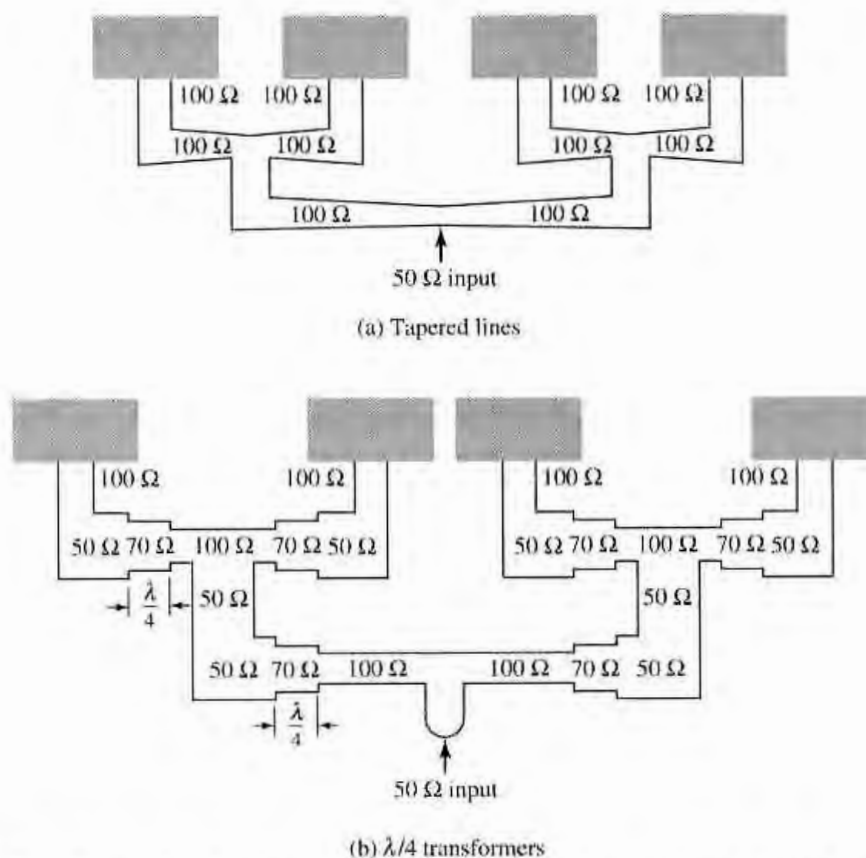 100 Ω 100 Ω 100 Ω 100 Ω
100 Ω 100 Ω 100 Ω 100 Ω
100 Ω 100 Ω
50 Ω input
(a) Tapered lines
100 Ω 100 Ω 100 Ω 100 Ω
50 Ω 70 Ω 100 Ω 70 Ω 50 Ω 50 Ω 70 Ω 100 Ω 70 Ω 50 Ω
λ/4 50 Ω 50 Ω
50 Ω 70 Ω 100 Ω 100 Ω 70 Ω 50 Ω
λ/4
50 Ω input
(b) λ/4 transformers